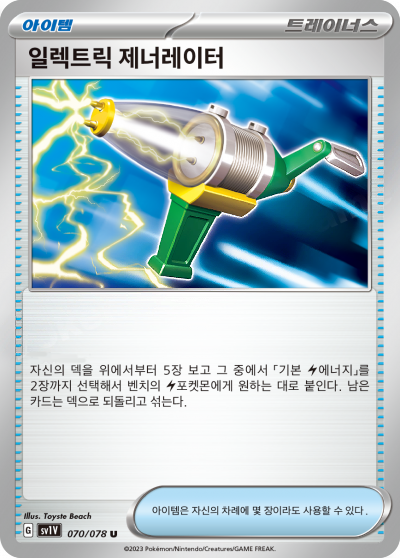 아이템
트레이너스
일렉트릭 제너레이터
자신의 덱을 위에서부터 5장 보고 그 중에서 「기본 에너지」를
2장까지 선택해서 벤치의 포켓몬에게 원하는 대로 붙인다. 남은
카드는 덱으로 되돌리고 섞는다.
Illus. Toyste Beach
G SV1V 070/078 U
아이템은 자신의 차례에 몇 장이라도 사용할 수 있다.
©2023 Pokémon/Nintendo/Creatures/GAME FREAK.